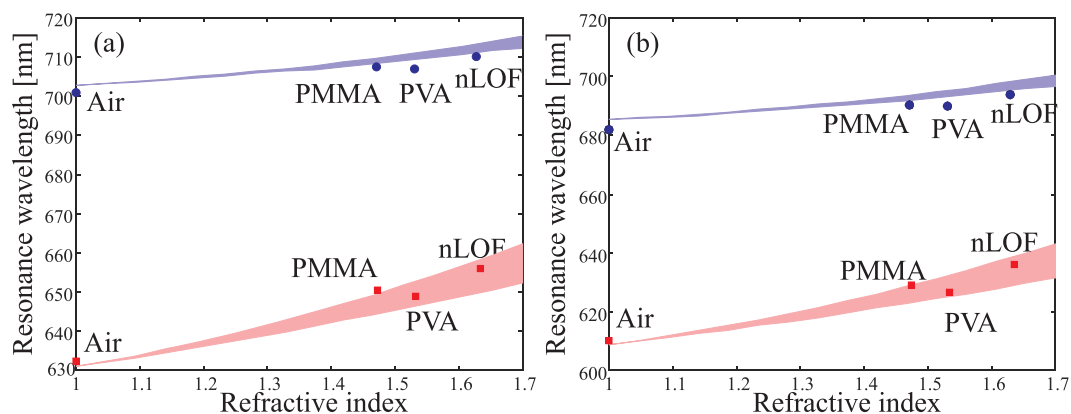 720
(a)
710
nLOF
700
Air
PMMA
PVA
690
680
670
660
nLOF
PMMA
650
PVA
640
Air
630
1
1.1
1.2
1.3
1.4
1.5
1.6
1.7
Refractive index
Resonance wavelength [nm]
720
(b)
700
nLOF
PMMA
PVA
680
Air
660
640
nLOF
PMMA
620
Air
PVA
600
1
1.1
1.2
1.3
1.4
1.5
1.6
1.7
Refractive index
Resonance wavelength [nm]